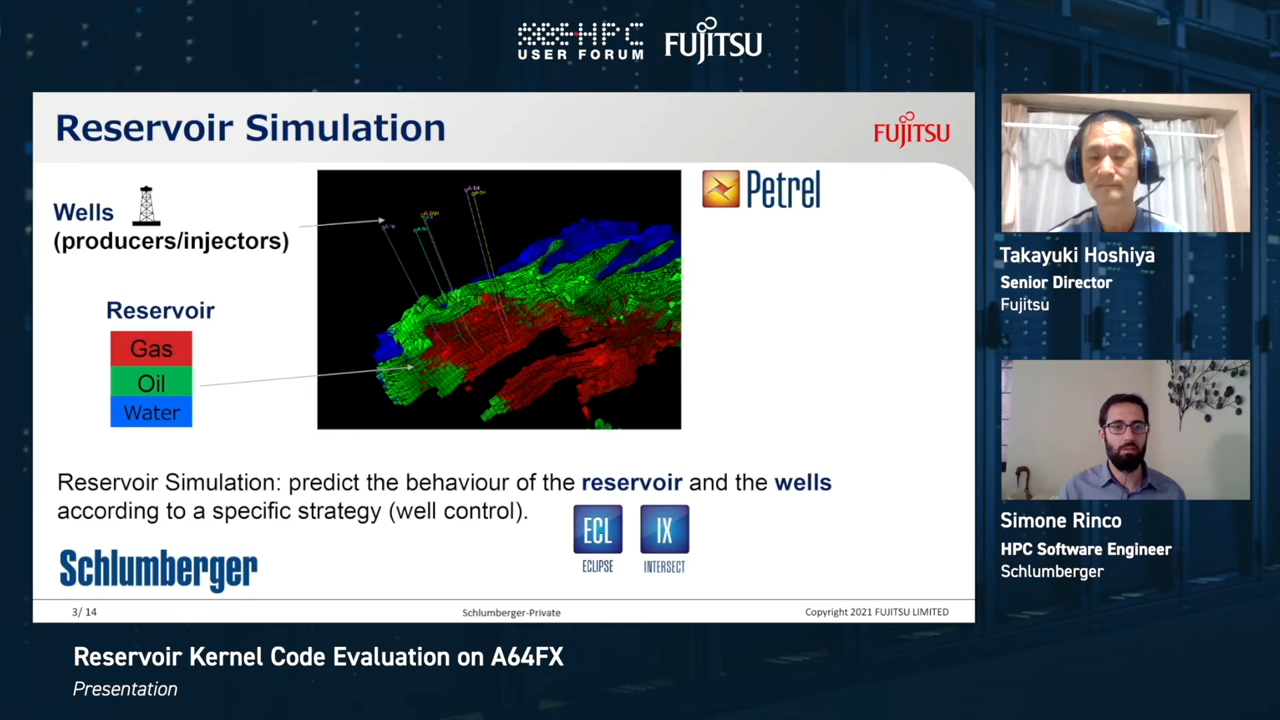 HPC
USER FORUM
FUJITSU
Reservoir Simulation
FUJITSU
Wells
(producers/injectors)
Petrel
Reservoir
Gas
Oil
Water
Reservoir Simulation: predict the behaviour of the reservoir and the wells
according to a specific strategy (well control).
ECL
IX
ECLIPSE
INTERSECT
Schlumberger
3/ 14
Schlumberger-Private
Copyright 2021 FUJITSU LIMITED
Takayuki Hoshiya
Senior Director
Fujitsu
Simone Rinco
HPC Software Engineer
Schlumberger
Reservoir Kernel Code Evaluation on A64FX
Presentation